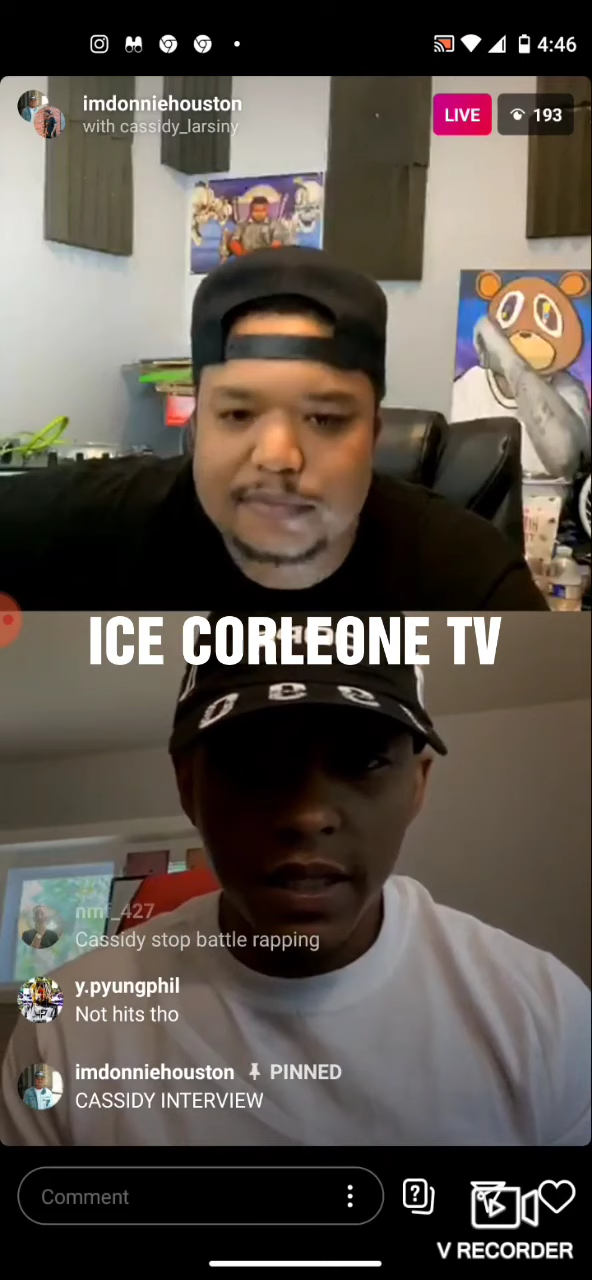 4:46
imdonniehouston
with cassidy_larsiny
LIVE
193
ICE CORLEONE TV
nmf_427
Cassidy stop battle rapping
y.pyungphil
Not hits tho
imdonniehouston PINNED
CASSIDY INTERVIEW
Comment
V RECORDER